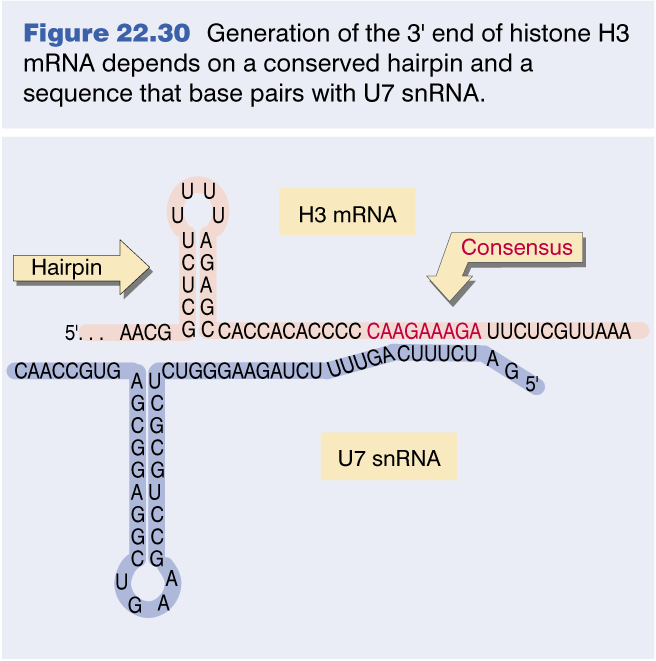 Figure 22.30 Generation of the 3' end of histone H3
mRNA depends on a conserved hairpin and a
sequence that base pairs with U7 snRNA.
U U
U U
H3 mRNA
U A
Consensus
Hairpin
C G
U A
C G
5'... AACG G C CACCACACCCC CAAGAAAGA UUCUCGUUAAA
CAACCGUG A U CUGGGAAGAUCU UUUGA CUUUCU A G 5'
G C
C G
G C
U7 snRNA
G G
A U
G C
G C
C G
U A
G A